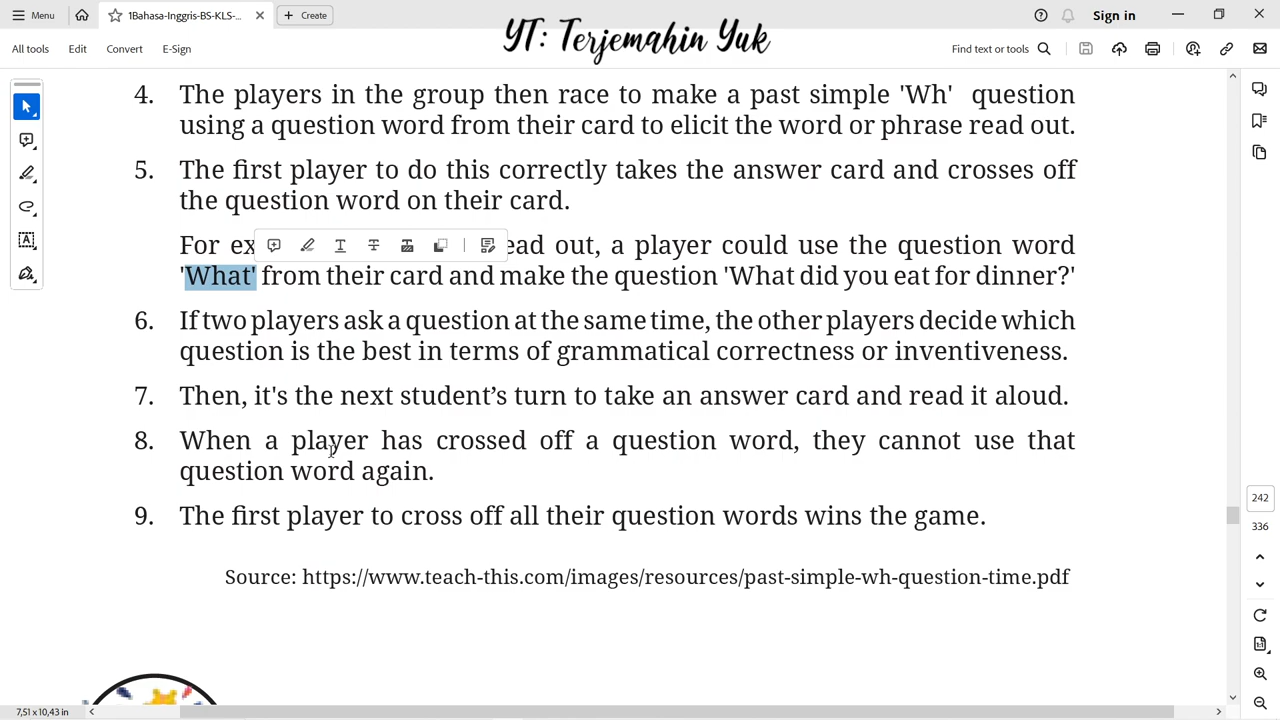 Menu
1Bahasa-Inggris-BS-KLS-...
Create
Sign in
YT: Terjemahin Yuk
All tools Edit Convert E-Sign
Find text or tools
4. The players in the group then race to make a past simple 'Wh' question
using a question word from their card to elicit the word or phrase read out.
5. The first player to do this correctly takes the answer card and crosses off
the question word on their card.
For ex ead out, a player could use the question word
'What' from their card and make the question 'What did you eat for dinner?'
6. If two players ask a question at the same time, the other players decide which
question is the best in terms of grammatical correctness or inventiveness.
7. Then, it's the next student’s turn to take an answer card and read it aloud.
8. When a player has crossed off a question word, they cannot use that
question word again.
9. The first player to cross off all their question words wins the game.
Source: https://www.teach-this.com/images/resources/past-simple-wh-question-time.pdf
242
336
7,51 x 10,43 in